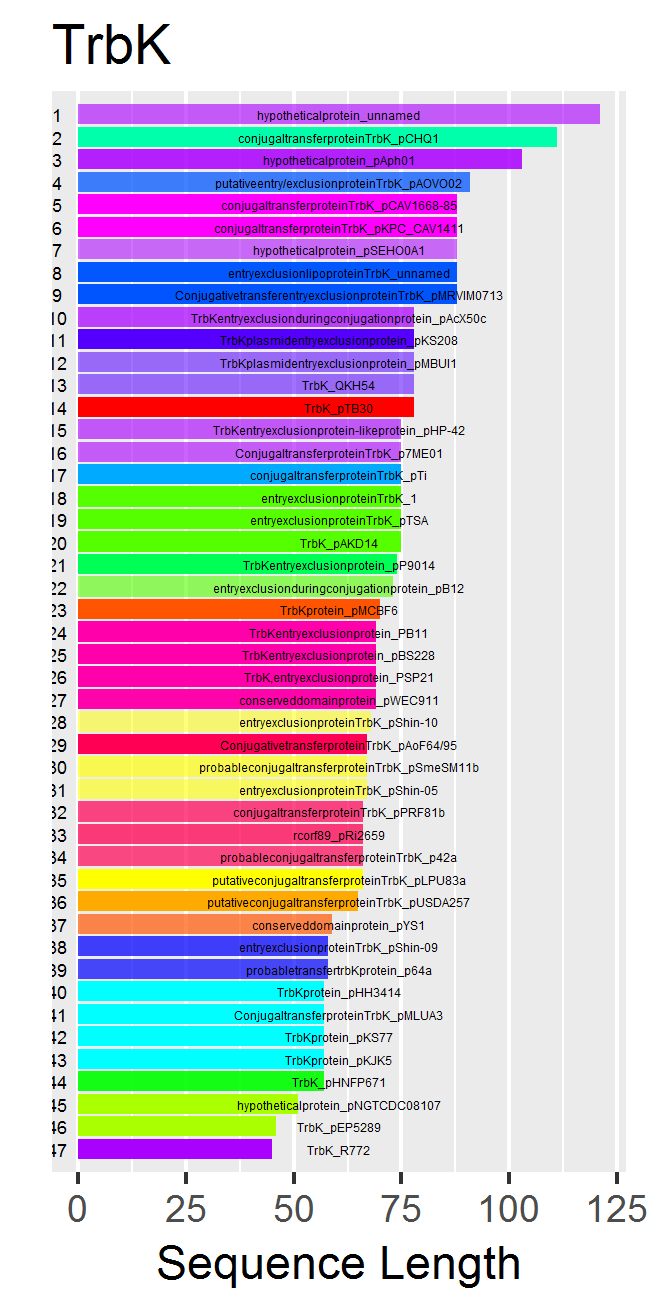 TrbK
1 hypotheticalprotein_unnamed
2 conjugaltransferproteinTrbK_pCHQ1
3 hypotheticalprotein_pAph01
4 putativeentry/exclusionproteinTrbK_pAOVO02
5 conjugaltransferproteinTrbK_pCAV1668-85
6 conjugaltransferproteinTrbK_pKPC_CAV1411
7 hypotheticalprotein_pSEHO0A1
8 entryexclusionlipoproteinTrbK_unnamed
9 ConjugativetransferentryexclusionproteinTrbK_pMRVIM0713
10 TrbKentryexclusionduringconjugationprotein_pAcX50c
11 TrbKplasmidentryexclusionprotein_pKS208
12 TrbKplasmidentryexclusionprotein_pMBUI1
13 TrbK_QKH54
14 TrbK_pTB30
15 TrbKentryexclusionprotein-likeprotein_pHP-42
16 ConjugaltransferproteinTrbK_p7ME01
17 conjugaltransferproteinTrbK_pTi
18 entryexclusionproteinTrbK_1
19 entryexclusionproteinTrbK_pTSA
20 TrbK_pAKD14
21 TrbKentryexclusionprotein_pP9014
22 entryexclusionduringconjugationprotein_pB12
23 TrbKprotein_pMCBF6
24 TrbKentryexclusionprotein_PB11
25 TrbKentryexclusionprotein_pBS228
26 TrbK,entryexclusionprotein_PSP21
27 conserveddomainprotein_pWEC911
28 entryexclusionproteinTrbK_pShin-10
29 ConjugativetransferproteinTrbK_pAoF64/95
30 probableconjugaltransferproteinTrbK_pSmeSM11b
31 entryexclusionproteinTrbK_pShin-05
32 conjugaltransferproteinTrbK_pPRF81b
33 rcorf89_pRi2659
34 probableconjugaltransferproteinTrbK_p42a
35 putativeconjugaltransferproteinTrbK_pLPU83a
36 putativeconjugaltransferproteinTrbK_pUSDA257
37 conserveddomainprotein_pYS1
38 entryexclusionproteinTrbK_pShin-09
39 probabletransfertrbKprotein_p64a
40 TrbKprotein_pHH3414
41 ConjugaltransferproteinTrbK_pMLUA3
42 TrbKprotein_pKS77
43 TrbKprotein_pKJK5
44 TrbK_pHNFP671
45 hypotheticalprotein_pNGTCDC08107
46 TrbK_pEP5289
47 TrbK_R772
0 25 50 75 100 125
Sequence Length